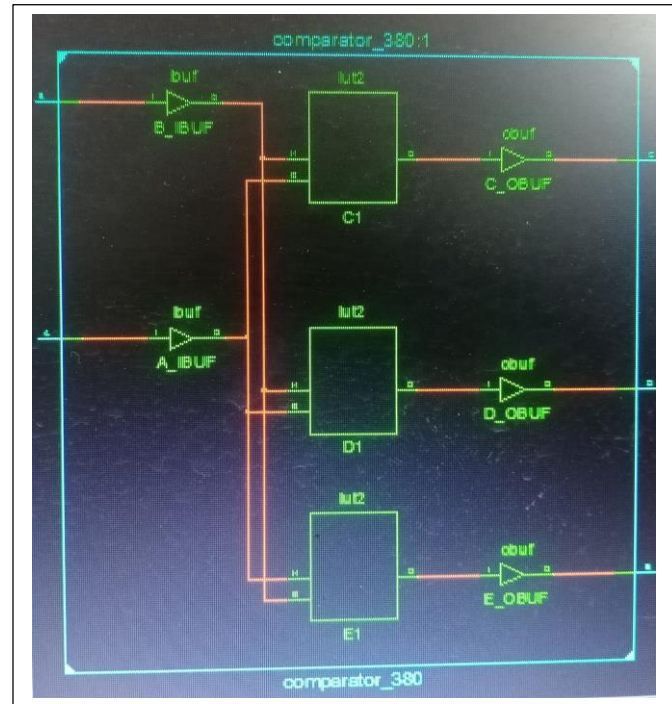 comparator_380:1
ibuf
B_IBUF
lut2
C1
obuf
C_OBUF
ibuf
A_IBUF
lut2
D1
obuf
D_OBUF
lut2
E1
obuf
E_OBUF
comparator_380